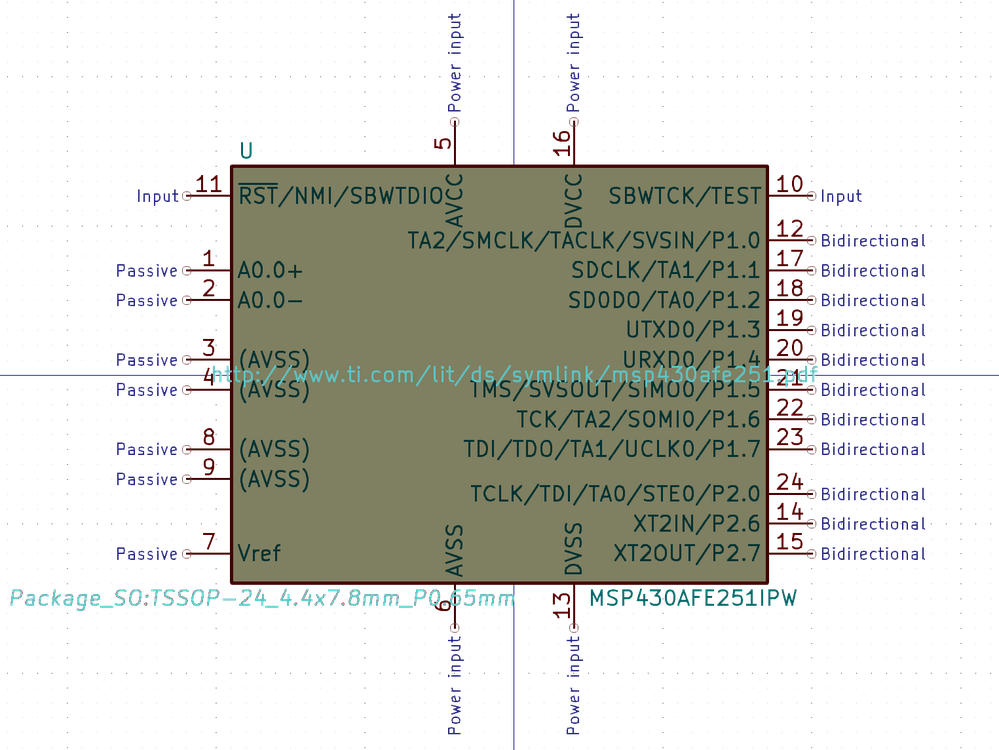 Power input
Power input
5
16
U
Input 11 RST/NMI/SBWTDIO
AVCC
DVCC
SBWTCK/TEST 10 Input
TA2/SMCLK/TACLK/SVSIN/P1.0 12 Bidirectional
Passive 1 A0.0+
SDCLK/TA1/P1.1 17 Bidirectional
Passive 2 A0.0-
SD0DO/TA0/P1.2 18 Bidirectional
UTXD0/P1.3 19 Bidirectional
Passive 3 (AVSS)
URXD0/P1.4 20 Bidirectional
http://www.ti.com/lit/ds/symlink/msp430afe251.pdf
Passive 4 (AVSS)
TMS/SVSOUT/SIMO0/P1.5 21 Bidirectional
TCK/TA2/SOMI0/P1.6 22 Bidirectional
Passive 8 (AVSS)
TDI/TDO/TA1/UCLK0/P1.7 23 Bidirectional
Passive 9 (AVSS)
TCLK/TDI/TA0/STE0/P2.0 24 Bidirectional
XT2IN/P2.6 14 Bidirectional
Passive 7 Vref
AVSS
DVSS
XT2OUT/P2.7 15 Bidirectional
Package_SO:TSSOP-24_4.4x7.8mm_P0.65mm
6
13
MSP430AFE251IPW
Power input
Power input